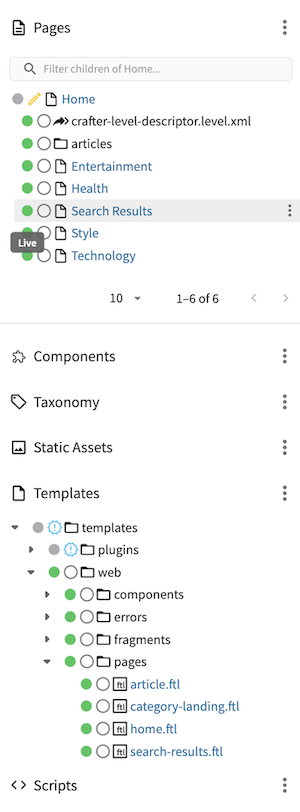 Pages
Filter children of Home...
Home
crafter-level-descriptor.level.xml
articles
Entertainment
Health
Search Results
Live
Style
Technology
10 1–6 of 6
Components
Taxonomy
Static Assets
Templates
templates
plugins
web
components
errors
fragments
pages
ftl article.ftl
ftl category-landing.ftl
ftl home.ftl
ftl search-results.ftl
Scripts